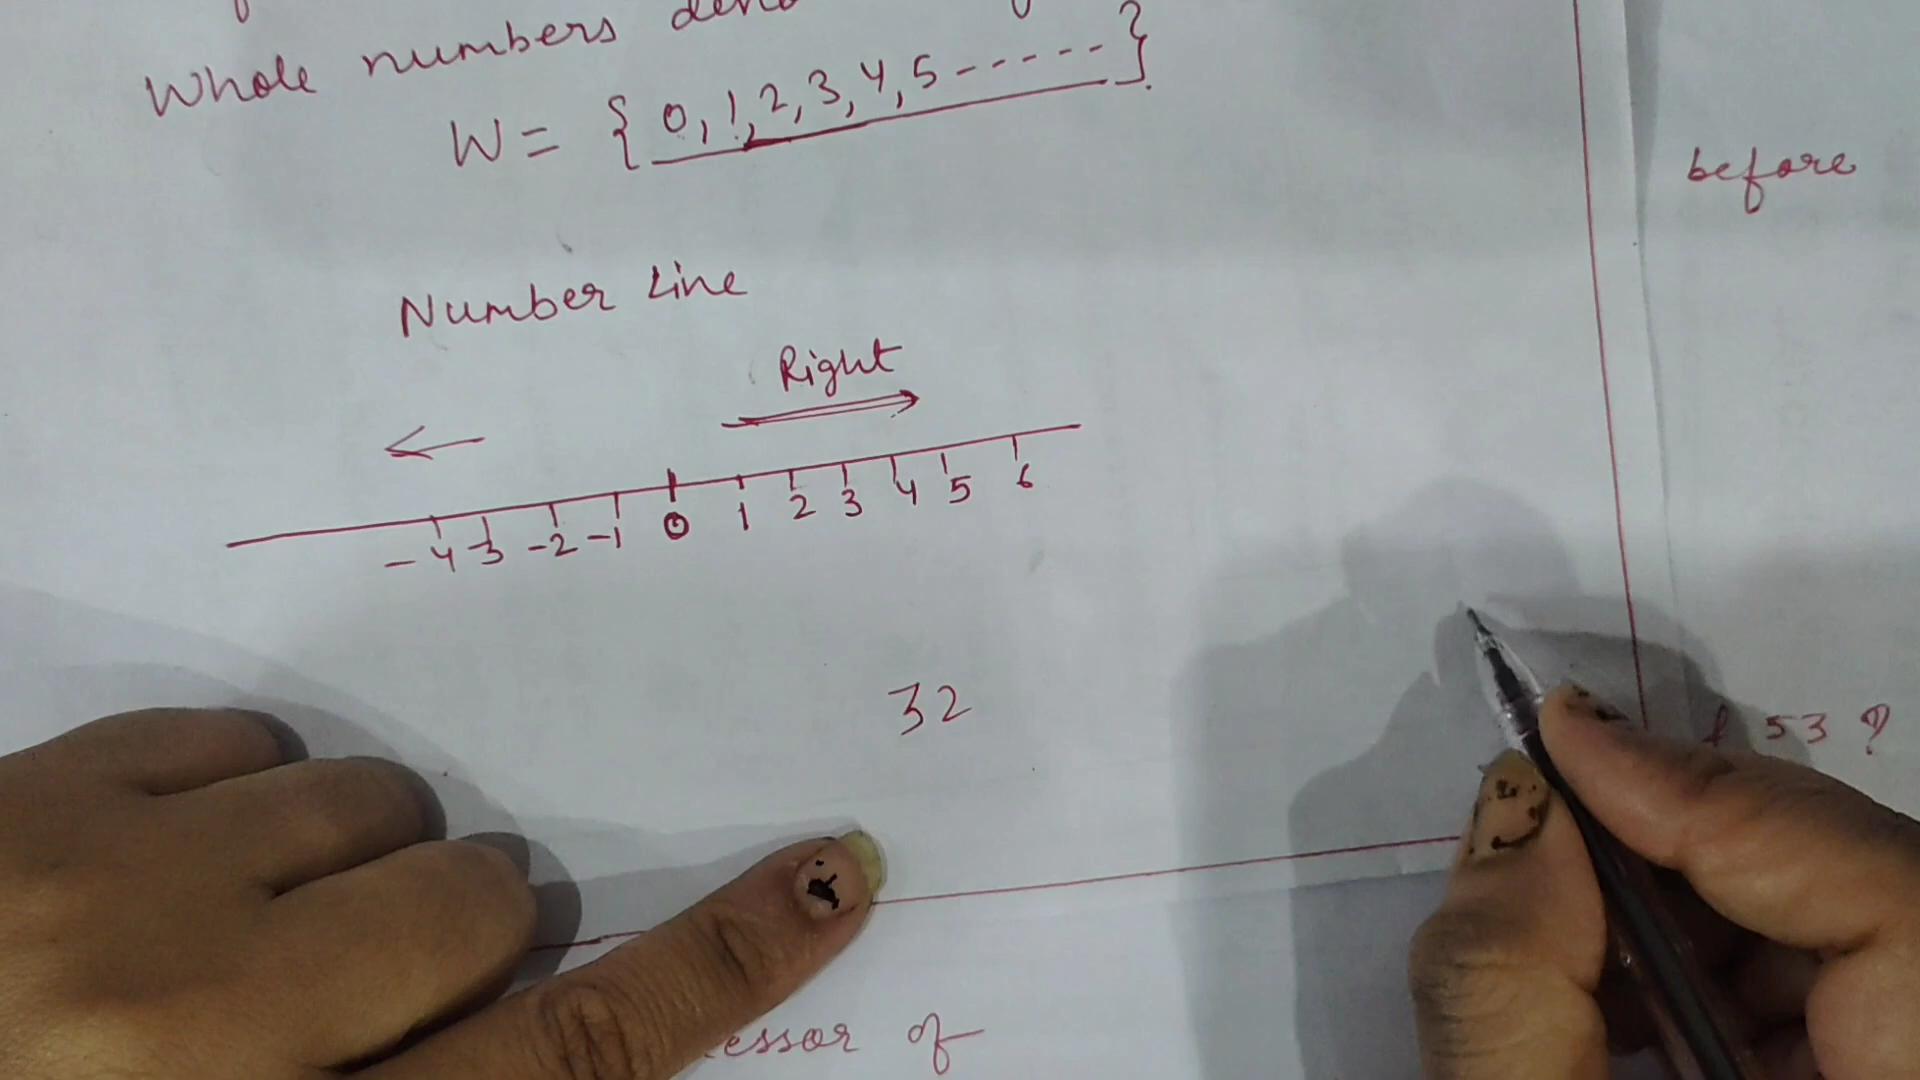 Whole numbers
W = { 0, 1, 2, 3, 4, 5 ----- }.
before
Number Line
Right
-4 -3 -2 -1 0 1 2 3 4 5 6
32
53 ?
of